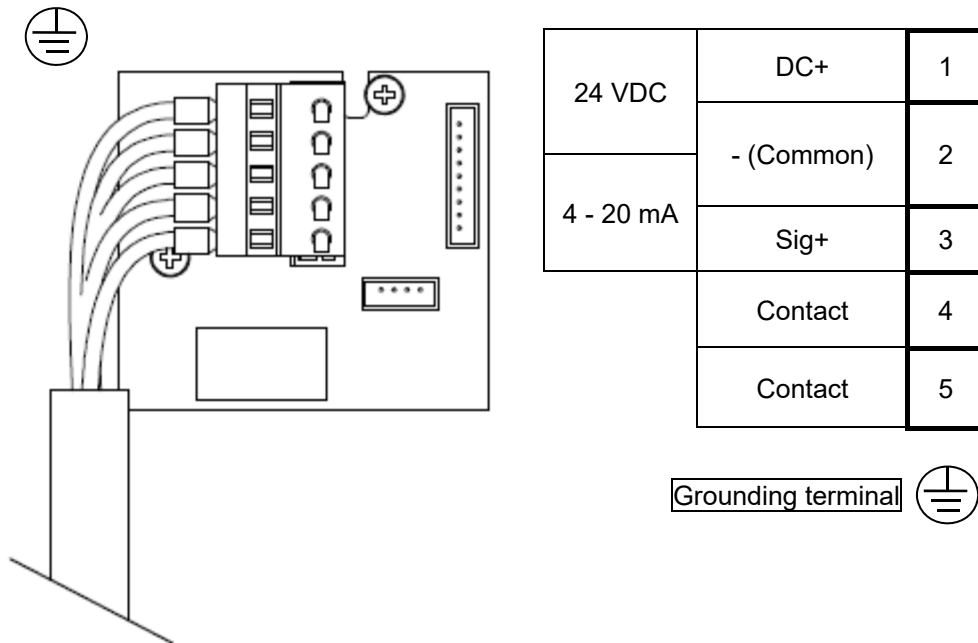 24 VDC
DC+
1
- (Common)
2
4 - 20 mA
Sig+
3
Contact
4
Contact
5
Grounding terminal